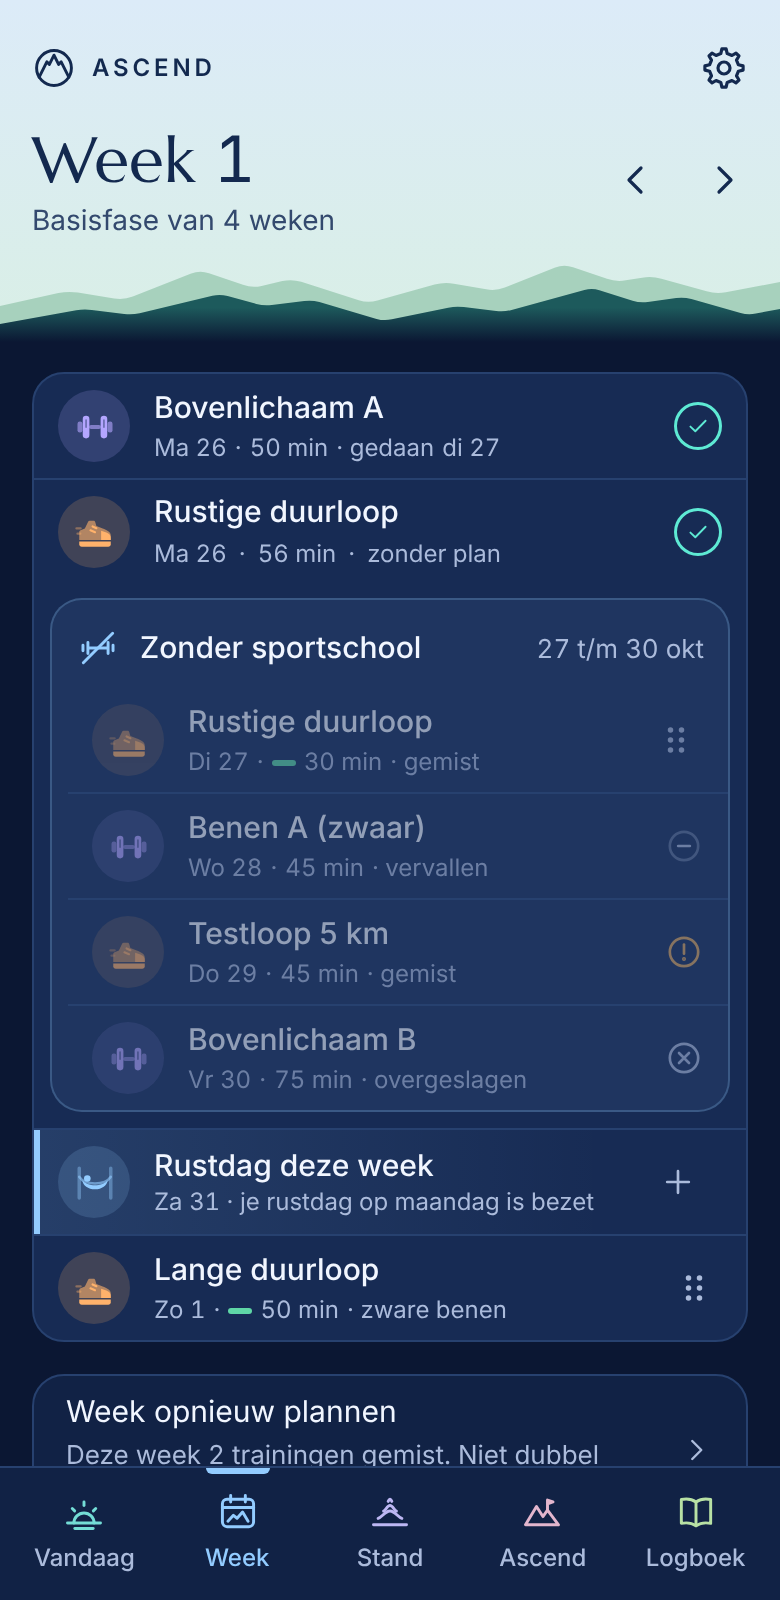 ASCEND
Week 1
Basisfase van 4 weken
Bovenlichaam A
Ma 26 · 50 min · gedaan di 27
Rustige duurloop
Ma 26 · 56 min · zonder plan
Zonder sportschool
27 t/m 30 okt
Rustige duurloop
Di 27 · 30 min · gemist
Benen A (zwaar)
Wo 28 · 45 min · vervallen
Testloop 5 km
Do 29 · 45 min · gemist
Bovenlichaam B
Vr 30 · 75 min · overgeslagen
Rustdag deze week
Za 31 · je rustdag op maandag is bezet
Lange duurloop
Zo 1 · 50 min · zware benen
Week opnieuw plannen
Deze week 2 trainingen gemist. Niet dubbel
Vandaag
Week
Stand
Ascend
Logboek